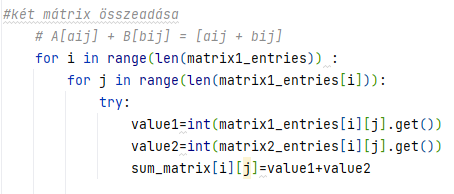 #két mátrix összeadása
# A[aij] + B[bij] = [aij + bij]
for i in range(len(matrix1_entries)) :
for j in range(len(matrix1_entries[i])):
try:
value1=int(matrix1_entries[i][j].get())
value2=int(matrix2_entries[i][j].get())
sum_matrix[i][j]=value1+value2